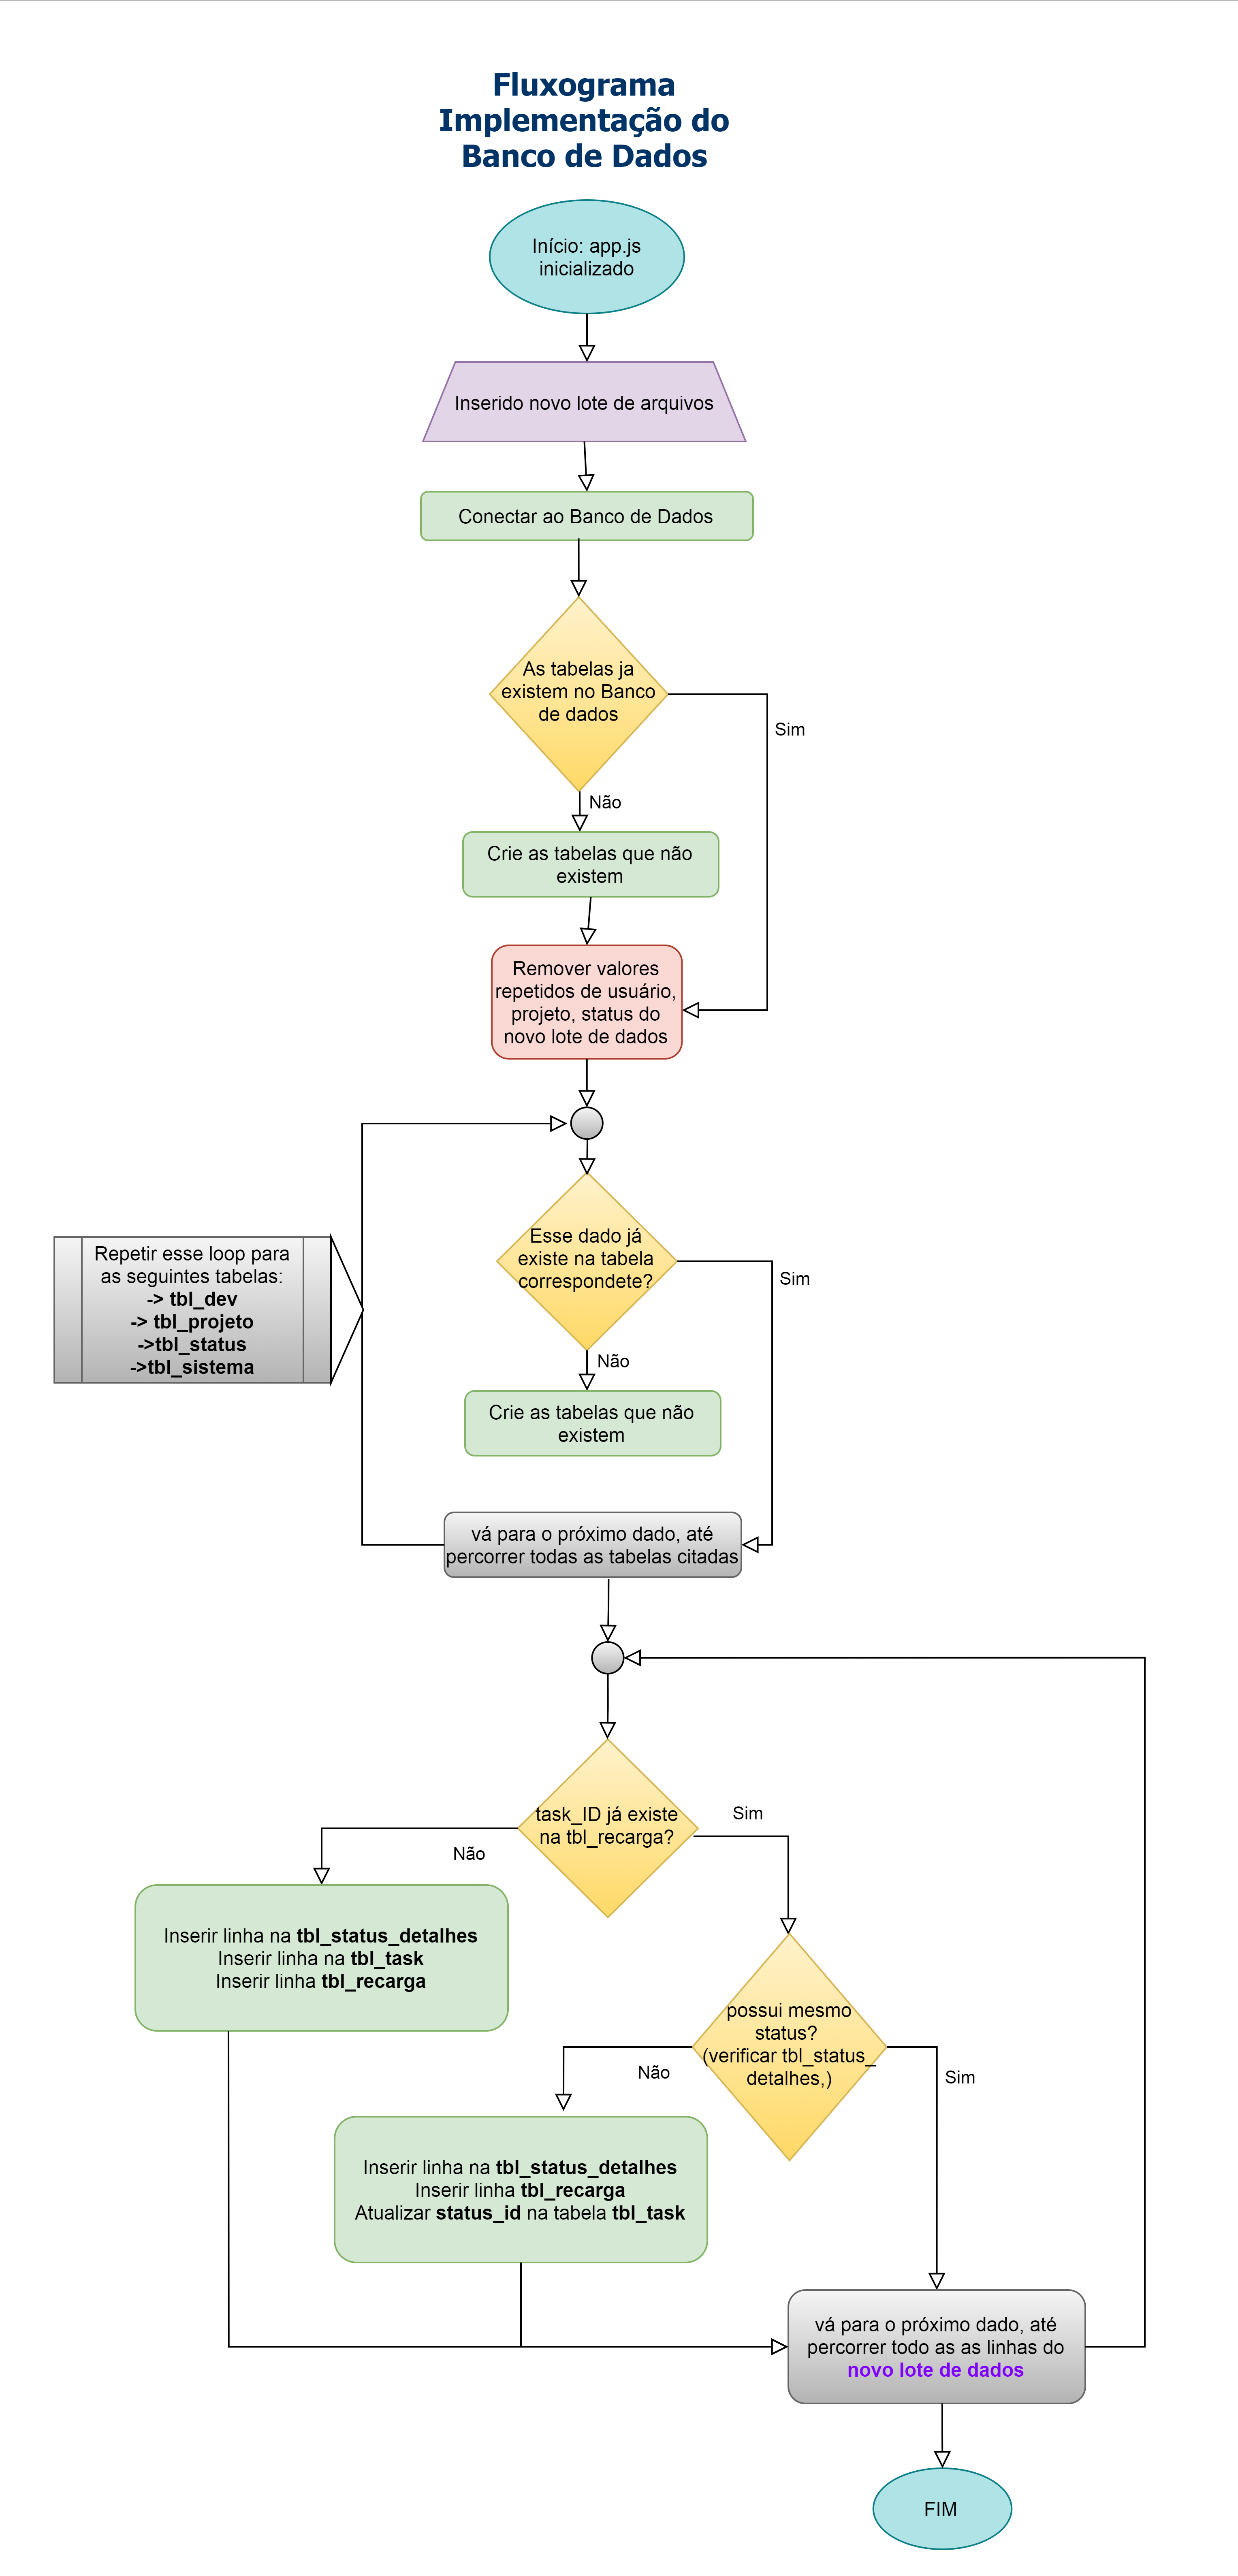 Fluxograma
Implementação do
Banco de Dados
Início: app.js
inicializado
Inserido novo lote de arquivos
Conectar ao Banco de Dados
As tabelas ja
existem no Banco
de dados
Sim
Não
Crie as tabelas que não
existem
Remover valores
repetidos de usuário,
projeto, status do
novo lote de dados
Repetir esse loop para
as seguintes tabelas:
-> tbl_dev
-> tbl_projeto
->tbl_status
->tbl_sistema
Esse dado já
existe na tabela
correspondete?
Sim
Não
Crie as tabelas que não
existem
vá para o próximo dado, até
percorrer todas as tabelas citadas
task_ID já existe
na tbl_recarga?
Sim
Não
Inserir linha na tbl_status_detalhes
Inserir linha na tbl_task
Inserir linha tbl_recarga
possui mesmo
status?
(verificar tbl_status_
detalhes,)
Não
Sim
Inserir linha na tbl_status_detalhes
Inserir linha tbl_recarga
Atualizar status_id na tabela tbl_task
vá para o próximo dado, até
percorrer todo as as linhas do
novo lote de dados
FIM